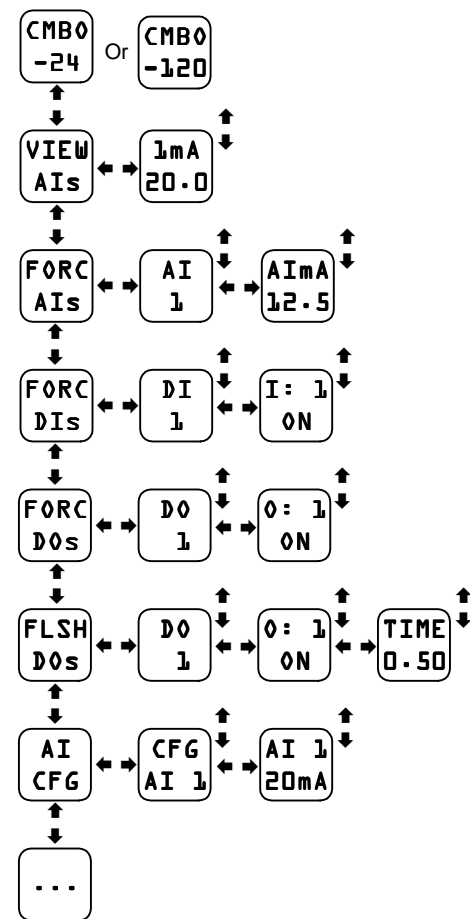 CMBO
-24
Or
CMBO
-120
VIEW
AIs
1mA
20.0
FORC
AIs
AI
1
AImA
12.5
FORC
DIs
DI
1
I: 1
ON
FORC
DOs
DO
1
O: 1
ON
FLSH
DOs
DO
1
O: 1
ON
TIME
0.50
AI
CFG
CFG
AI 1
AI 1
20mA
...